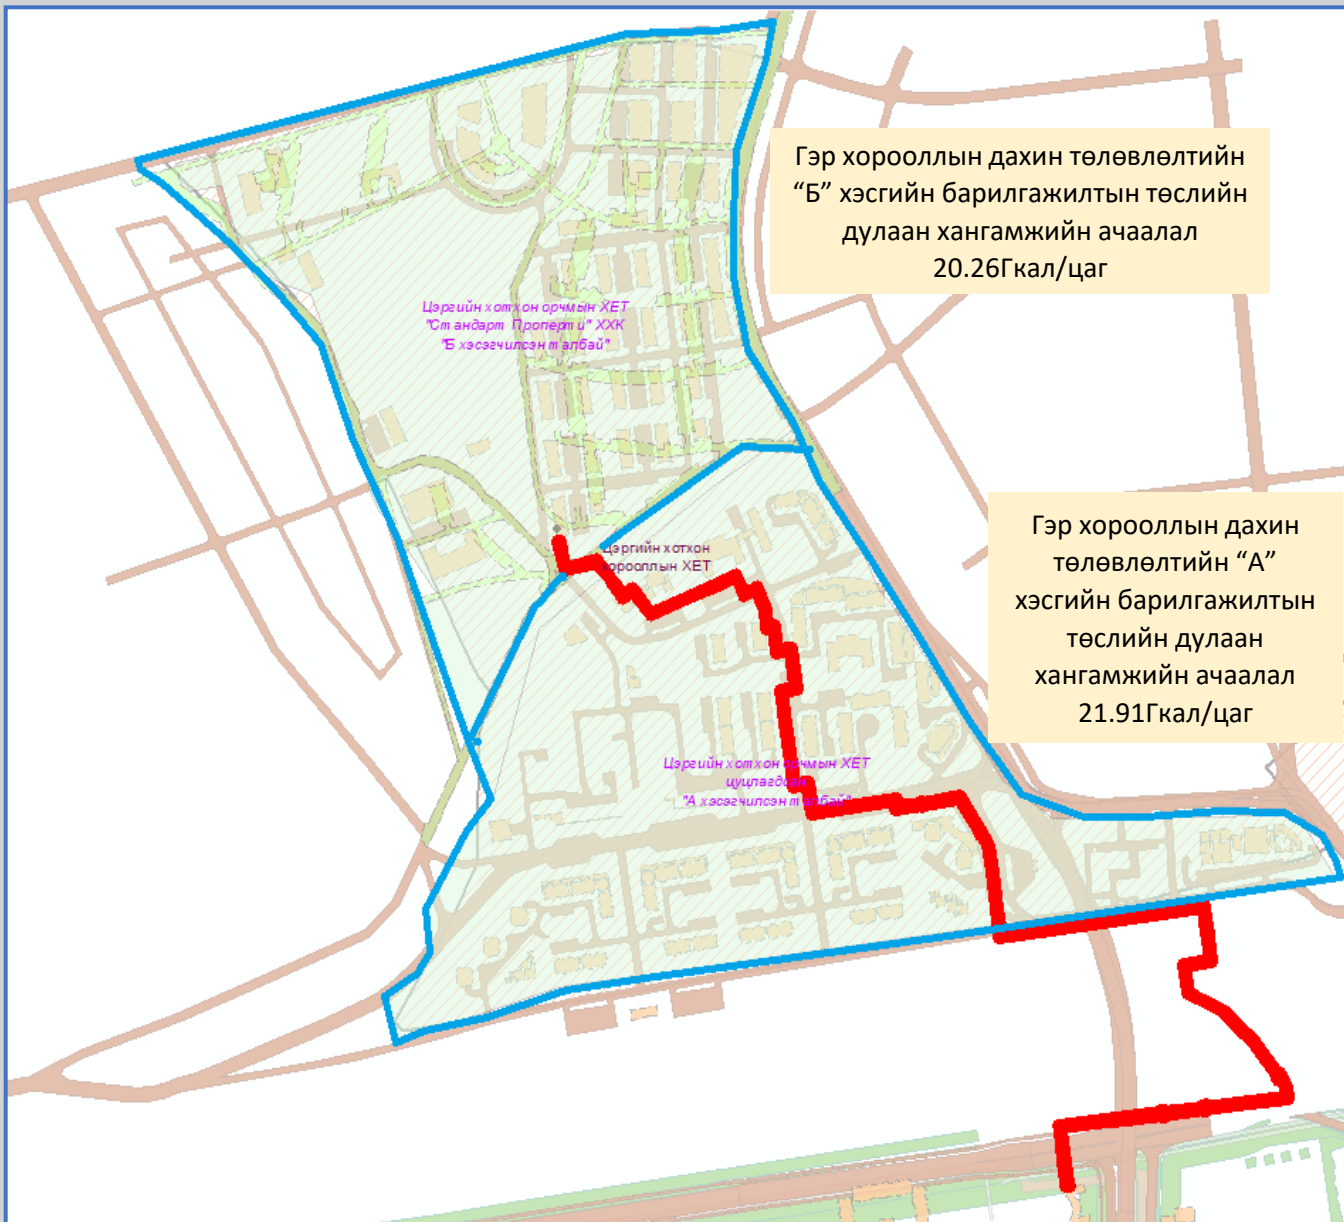 Гэр хорооллын дахин төлөвлөлтийн
“Б” хэсгийн барилгажилтын төслийн
дулаан хангамжийн ачаалал
20.26Гкал/цаг
Цэргийн хотхон орчмын ХЕТ
"Стандарт Проперти" ХХК
"Б хэсэгчилсэн талбай"
Гэр хорооллын дахин
төлөвлөлтийн “А”
хэсгийн барилгажилтын
төслийн дулаан
хангамжийн ачаалал
21.91Гкал/цаг
Цэргийн хотхон
хорооллын ХЕТ
Цэргийн хотхон орчмын ХЕТ
цуцлагдсан
"А хэсэгчилсэн талбай"